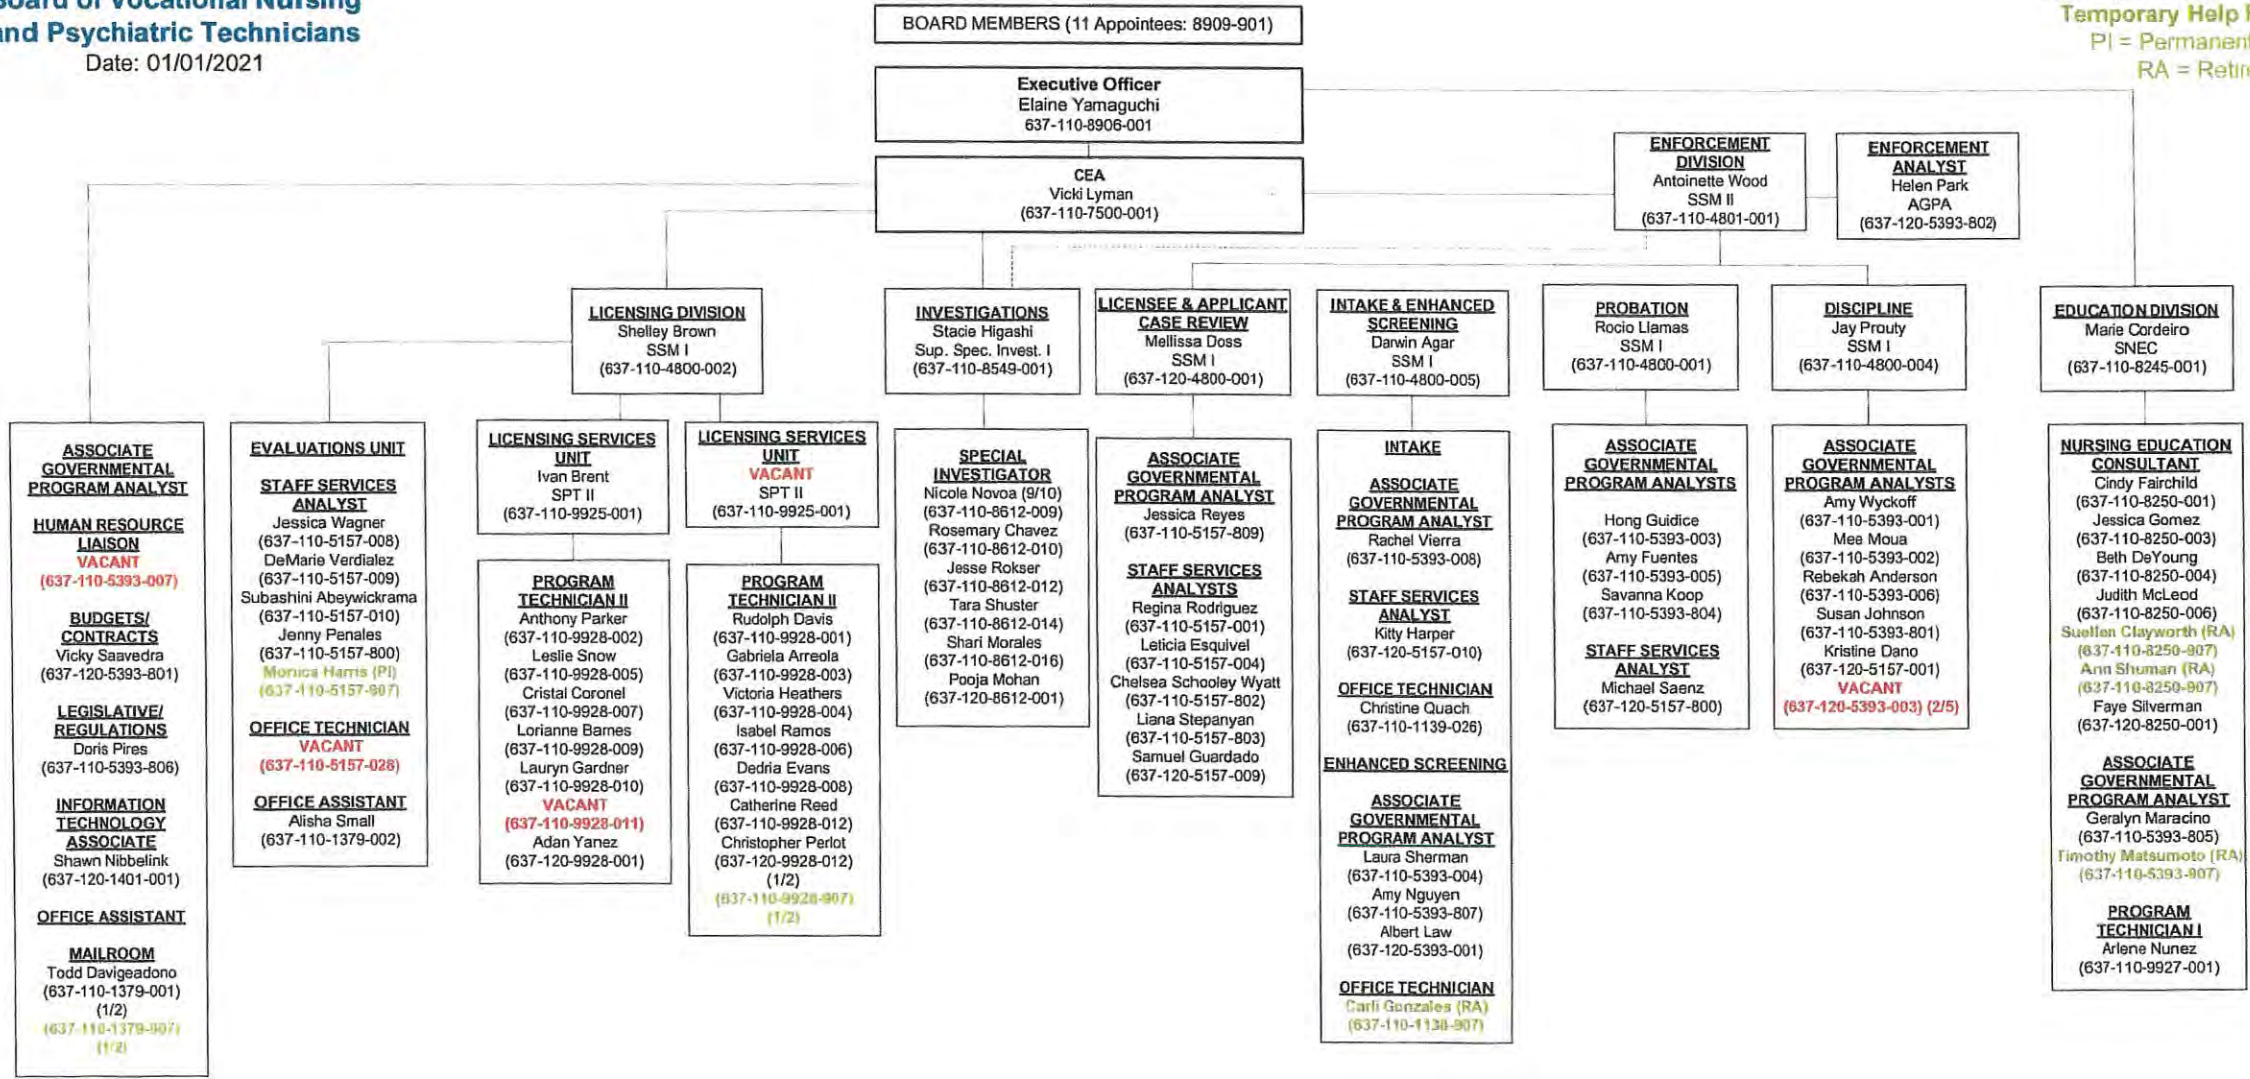 and Psychiatric Technicians
Date: 01/01/2021
Temporary Help
PI = Permanent
RA =
BOARD MEMBERS (11 Appointees: 8909-901)
Executive Officer
Elaine Yamaguchi
637-110-8906-001
CEA
Vicki Lyman
(637-110-7500-001)
ENFORCEMENT
DIVISION
Antoinette Wood
SSM II
(637-110-4801-001)
ENFORCEMENT
ANALYST
Helen Park
AGPA
(637-120-5393-802)
LICENSING DIVISION
Shelley Brown
SSM I
(637-110-4800-002)
INVESTIGATIONS
Stacie Higashi
Sup. Spec. Invest. I
(637-110-8549-001)
LICENSEE & APPLICANT
CASE REVIEW
Mellissa Doss
SSM I
(637-120-4800-001)
INTAKE & ENHANCED
SCREENING
Darwin Agar
SSM I
(637-110-4800-005)
PROBATION
Rocio Llamas
SSM I
(637-110-4800-001)
DISCIPLINE
Jay Prouty
SSM I
(637-110-4800-004)
EDUCATION DIVISION
Marie Cordeiro
SNEC
(637-110-8245-001)
ASSOCIATE
GOVERNMENTAL
PROGRAM ANALYST
HUMAN RESOURCE
LIAISON
VACANT
(637-110-5393-007)
BUDGETS/
CONTRACTS
Vicky Saavedra
(637-120-5393-801)
LEGISLATIVE/
REGULATIONS
Doris Pires
(637-110-5393-806)
INFORMATION
TECHNOLOGY
ASSOCIATE
Shawn Nibbelink
(637-120-1401-001)
OFFICE ASSISTANT
MAILROOM
Todd Davigeadono
(637-110-1379-001)
(1/2)
(637-110-1379-907)
(1/2)
EVALUATIONS UNIT
STAFF SERVICES
ANALYST
Jessica Wagner
(637-110-5157-008)
DeMarie Verdialez
(637-110-5157-009)
Subashini Abeywickrama
(637-110-5157-010)
Jenny Penales
(637-110-5157-800)
Monica Harris (PI)
(637-110-5157-907)
OFFICE TECHNICIAN
VACANT
(637-110-5157-028)
OFFICE ASSISTANT
Alisha Small
(637-110-1379-002)
LICENSING SERVICES
UNIT
Ivan Brent
SPT II
(637-110-9925-001)
PROGRAM
TECHNICIAN II
Anthony Parker
(637-110-9928-002)
Leslie Snow
(637-110-9928-005)
Cristal Coronel
(637-110-9928-007)
Lorianne Barnes
(637-110-9928-009)
Lauryn Gardner
(637-110-9928-010)
VACANT
(637-110-9928-011)
Adan Yanez
(637-120-9928-001)
LICENSING SERVICES
UNIT
VACANT
SPT II
(637-110-9925-001)
PROGRAM
TECHNICIAN II
Rudolph Davis
(637-110-9928-001)
Gabriela Arreola
(637-110-9928-003)
Victoria Heathers
(637-110-9928-004)
Isabel Ramos
(637-110-9928-006)
Dedria Evans
(637-110-9928-008)
Catherine Reed
(637-110-9928-012)
Christopher Perlot
(637-120-9928-012)
(1/2)
(637-110-9928-907)
(1/2)
SPECIAL
INVESTIGATOR
Nicole Novoa (9/10)
(637-110-8612-009)
Rosemary Chavez
(637-110-8612-010)
Jesse Rokser
(637-110-8612-012)
Tara Shuster
(637-110-8612-014)
Shari Morales
(637-110-8612-016)
Pooja Mohan
(637-120-8612-001)
ASSOCIATE
GOVERNMENTAL
PROGRAM ANALYST
Jessica Reyes
(637-110-5157-809)
STAFF SERVICES
ANALYSTS
Regina Rodriguez
(637-110-5157-001)
Leticia Esquivel
(637-110-5157-004)
Chelsea Schooley Wyatt
(637-110-5157-802)
Liana Stepanyan
(637-110-5157-803)
Samuel Guardado
(637-120-5157-009)
INTAKE
ASSOCIATE
GOVERNMENTAL
PROGRAM ANALYST
Rachel Vierra
(637-110-5393-008)
STAFF SERVICES
ANALYST
Kitty Harper
(637-120-5157-010)
OFFICE TECHNICIAN
Christine Quach
(637-110-1139-026)
ENHANCED SCREENING
ASSOCIATE
GOVERNMENTAL
PROGRAM ANALYST
Laura Sherman
(637-110-5393-004)
Amy Nguyen
(637-110-5393-807)
Albert Law
(637-120-5393-001)
OFFICE TECHNICIAN
Carli Gonzales (RA)
(637-110-1138-907)
ASSOCIATE
GOVERNMENTAL
PROGRAM ANALYSTS
Hong Guidice
(637-110-5393-003)
Amy Fuentes
(637-110-5393-005)
Savanna Koop
(637-110-5393-804)
STAFF SERVICES
ANALYST
Michael Saenz
(637-120-5157-800)
ASSOCIATE
GOVERNMENTAL
PROGRAM ANALYSTS
Amy Wyckoff
(637-110-5393-001)
Mee Moua
(637-110-5393-002)
Rebekah Anderson
(637-110-5393-006)
Susan Johnson
(637-110-5393-801)
Kristine Dano
(637-120-5157-001)
VACANT
(637-120-5393-003) (2/5)
NURSING EDUCATION
CONSULTANT
Cindy Fairchild
(637-110-8250-001)
Jessica Gomez
(637-110-8250-003)
Beth DeYoung
(637-110-8250-004)
Judith McLeod
(637-110-8250-006)
Suellen Clayworth (RA)
(637-110-8250-907)
Ann Shuman (RA)
(637-110-8250-907)
Faye Silverman
(637-120-8250-001)
ASSOCIATE
GOVERNMENTAL
PROGRAM ANALYST
Geralyn Maracino
(637-110-5393-805)
Timothy Matsumoto (RA)
(637-110-5393-907)
PROGRAM
TECHNICIAN I
Arlene Nunez
(637-110-9927-001)